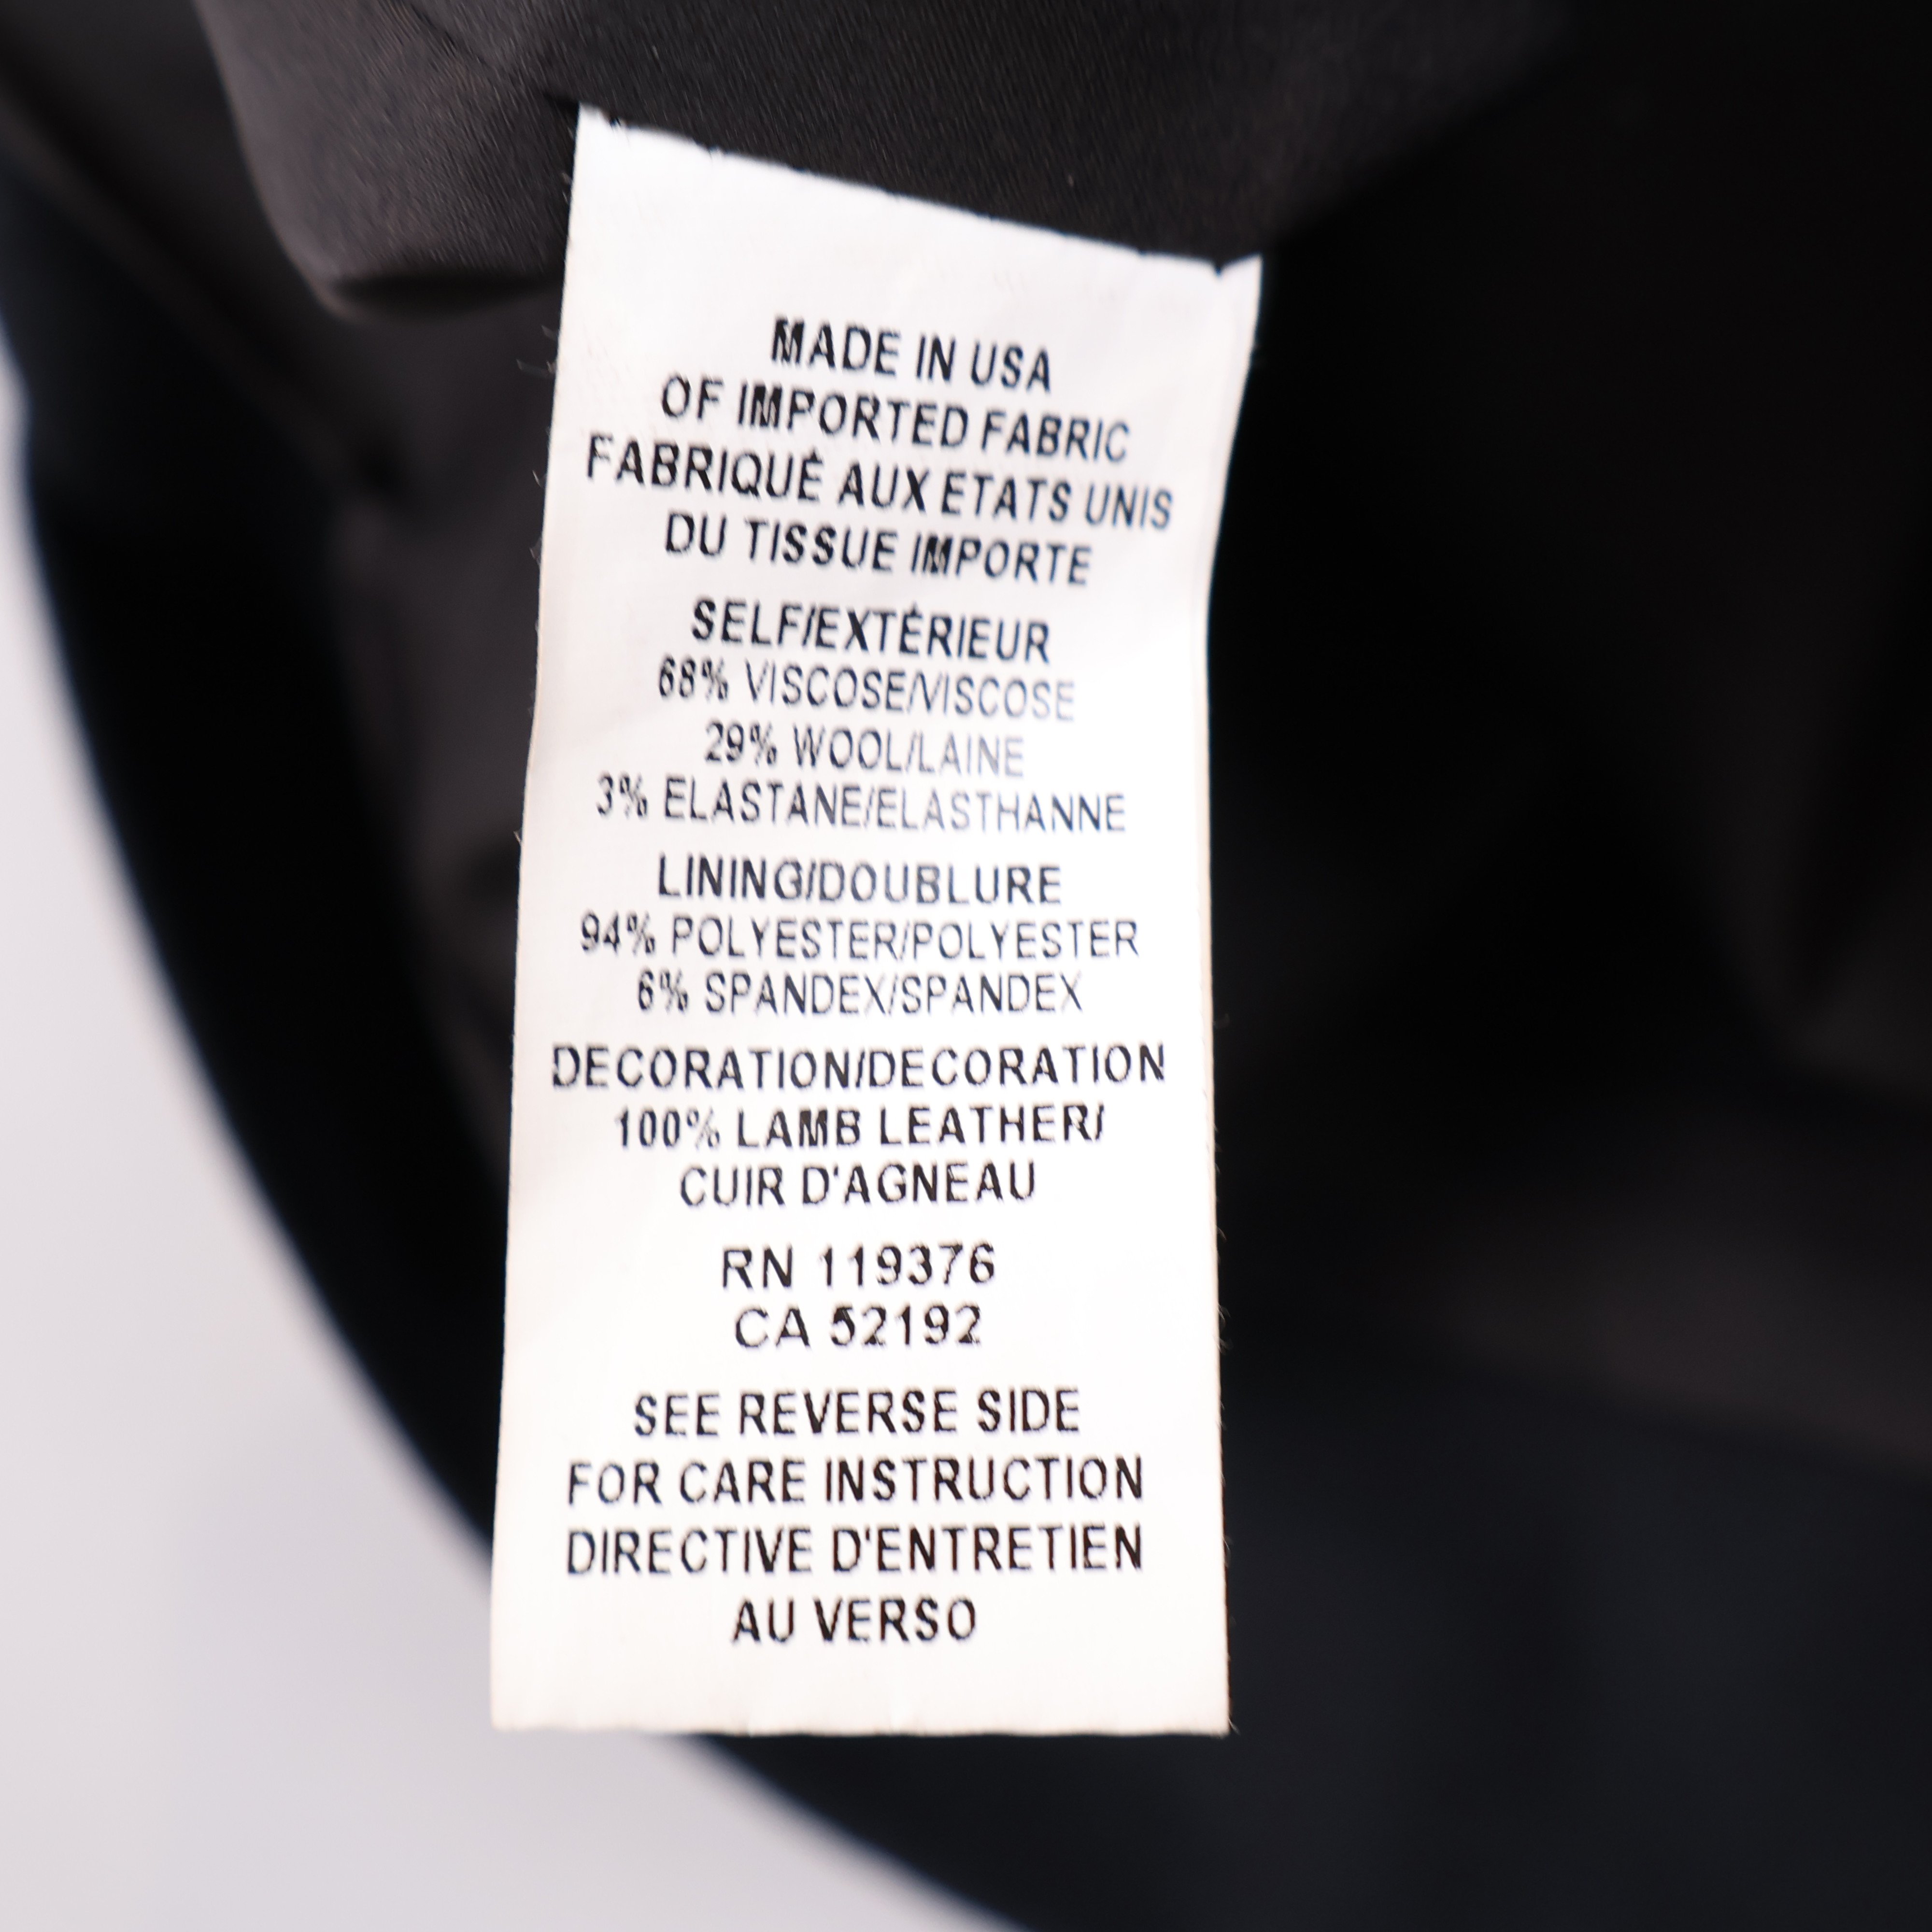 MADE IN USA
OF IMPORTED FABRIC
FABRIQUÉ AUX ETATS UNIS
DU TISSUE IMPORTE
SELF/EXTÉRIEUR
68% VISCOSE/VISCOSE
29% WOOL/LAINE
3% ELASTANE/ELASTHANNE
LINING/DOUBLURE
94% POLYESTER/POLYESTER
6% SPANDEX/SPANDEX
DECORATION/DECORATION
100% LAMB LEATHER/
CUIR D'AGNEAU
RN 119376
CA 52192
SEE REVERSE SIDE
FOR CARE INSTRUCTION
DIRECTIVE D'ENTRETIEN
AU VERSO